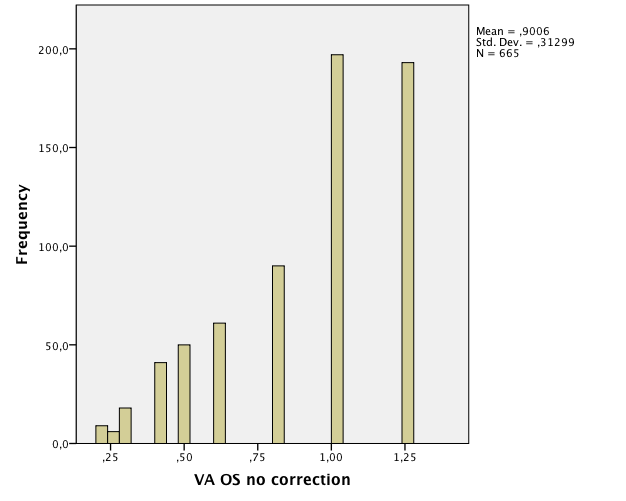 Mean = ,9006
Std. Dev. = ,31299
N = 665
Frequency
200,0
150,0
100,0
50,0
0,0
,25 ,50 ,75 1,00 1,25
VA OS no correction